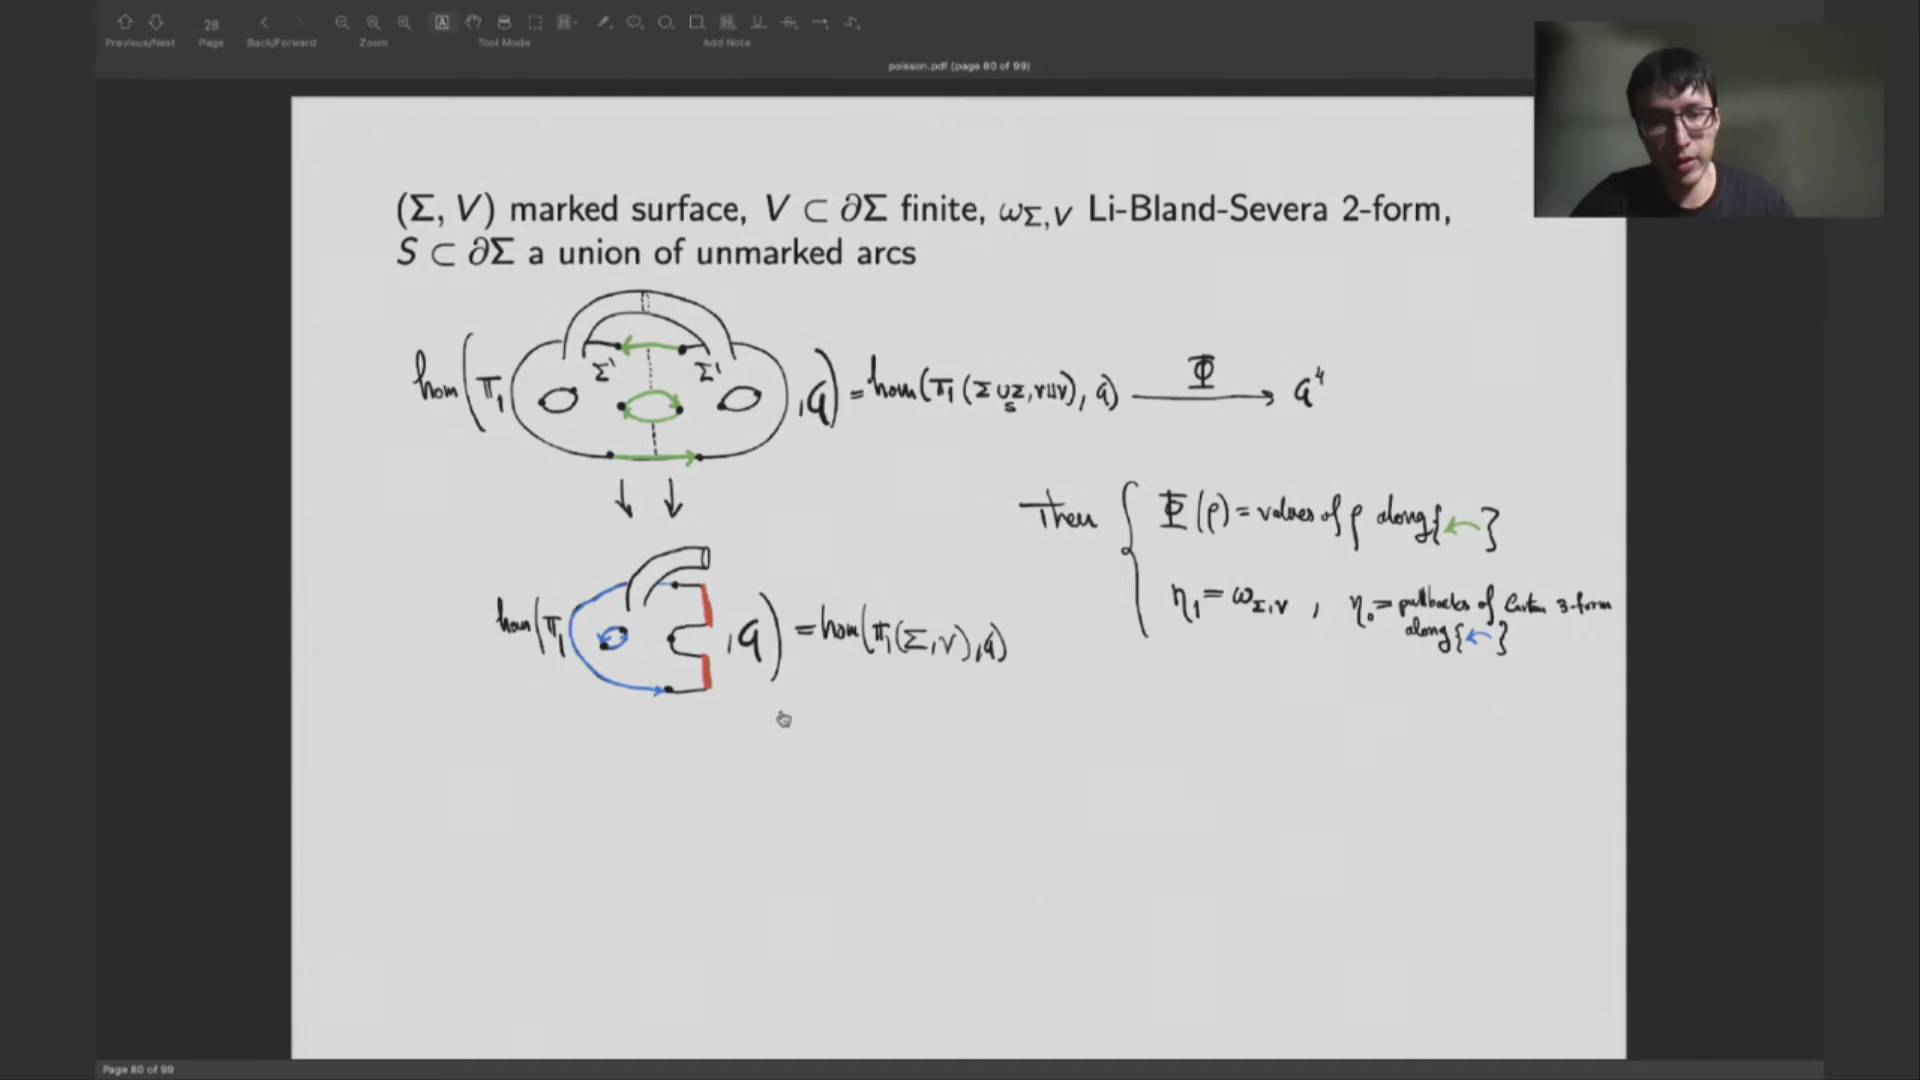 28
Previous/Next Page Back/Forward Zoom Tool Mode Add Note
poisson.pdf (page 80 of 99)
(Σ, V) marked surface, V ⊂ ∂Σ finite, ω_{Σ,V} Li-Bland-Severa 2-form,
S ⊂ ∂Σ a union of unmarked arcs
hom(π₁ Σ' Σ' , G) = hom(π₁(Σ ∪_S Σ, V⊔V), G) Φ → G⁴
Then { Φ(ρ) = values of ρ along { ← }
η₁ = ω_{Σ,V} , η₀ = pullbacks of Cartan 3-form
along { ← }
hom(π₁ , G) = hom(π₁(Σ, V), G)
Page 80 of 99